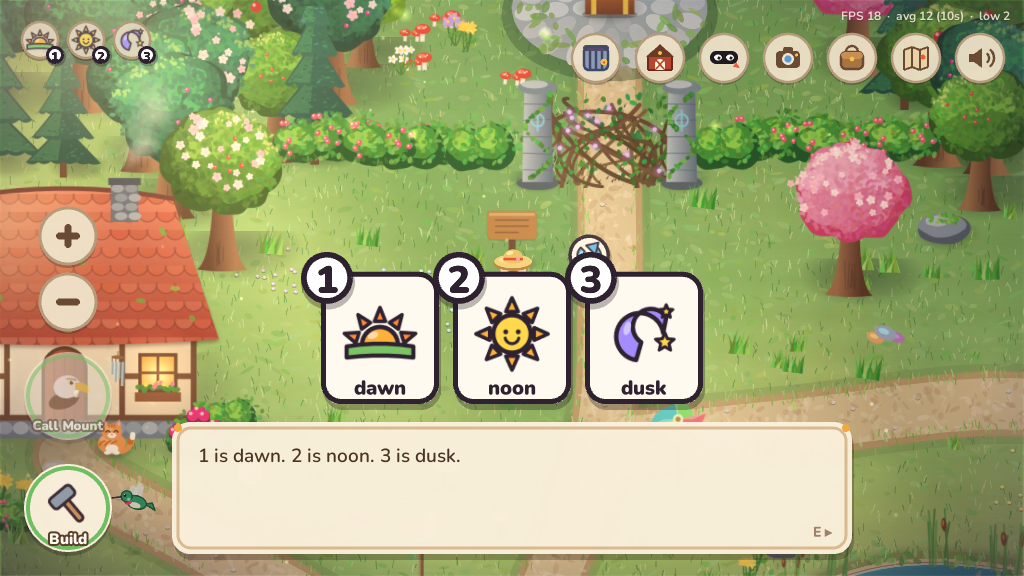 FPS 18 · avg 12 (10s) · low 2
1 2 3
1 2 3
dawn noon dusk
Call Mount
1 is dawn. 2 is noon. 3 is dusk.
Build
E